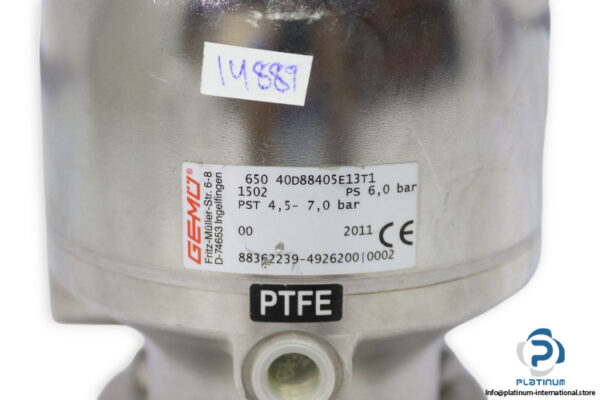 14889
GEMÜ®
Fritz-Müller-Str. 6-8
D-74653 Ingelfingen
650 40D88405E13T1
1502 PS 6,0 bar
PST 4,5- 7,0 bar
00 2011 CE
88362239-4926200|0002
PTFE
PLATINUM
https://platinum-international.store